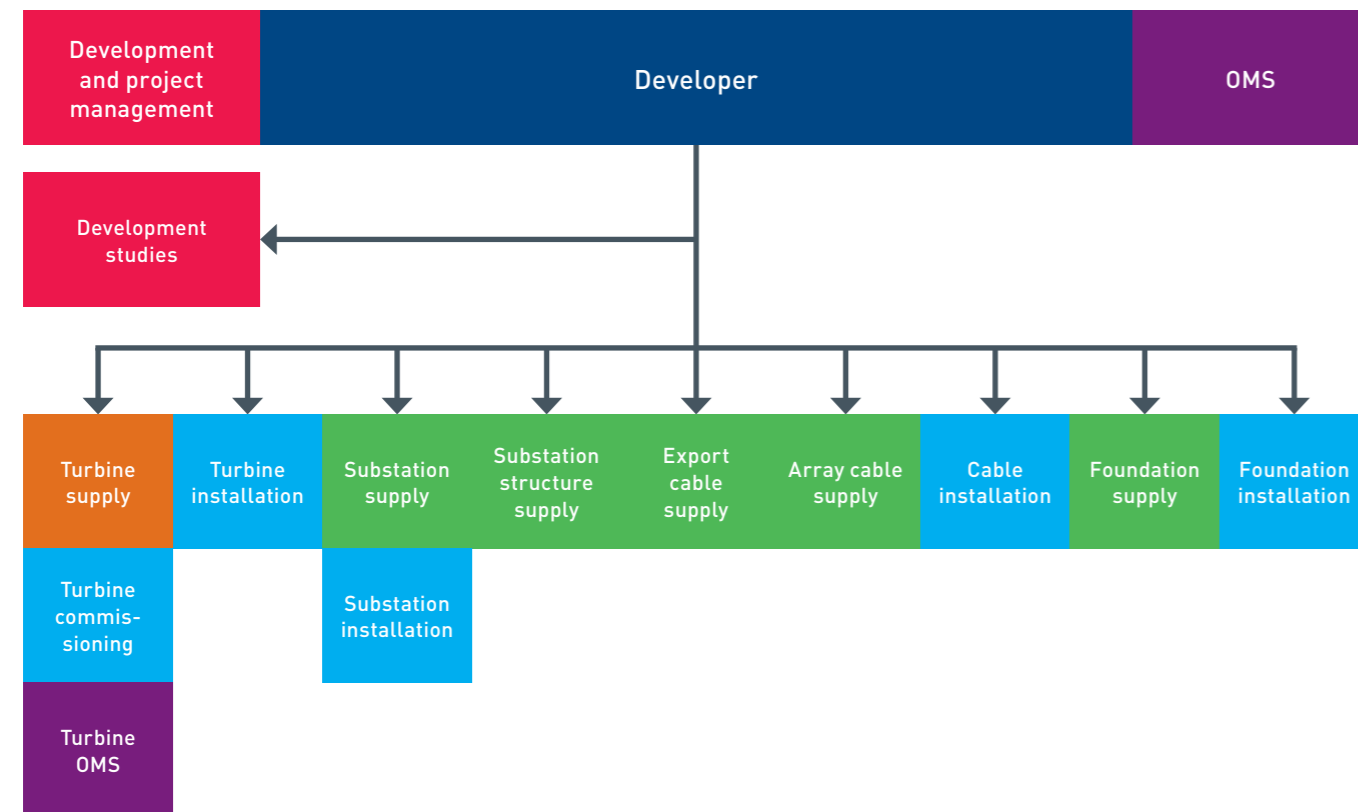 Development
and project
management
Developer
OMS
Development
studies
Turbine
supply
Turbine
installation
Substation
supply
Substation
structure
supply
Export
cable
supply
Array cable
supply
Cable
installation
Foundation
supply
Foundation
installation
Turbine
commis-
sioning
Substation
installation
Turbine
OMS